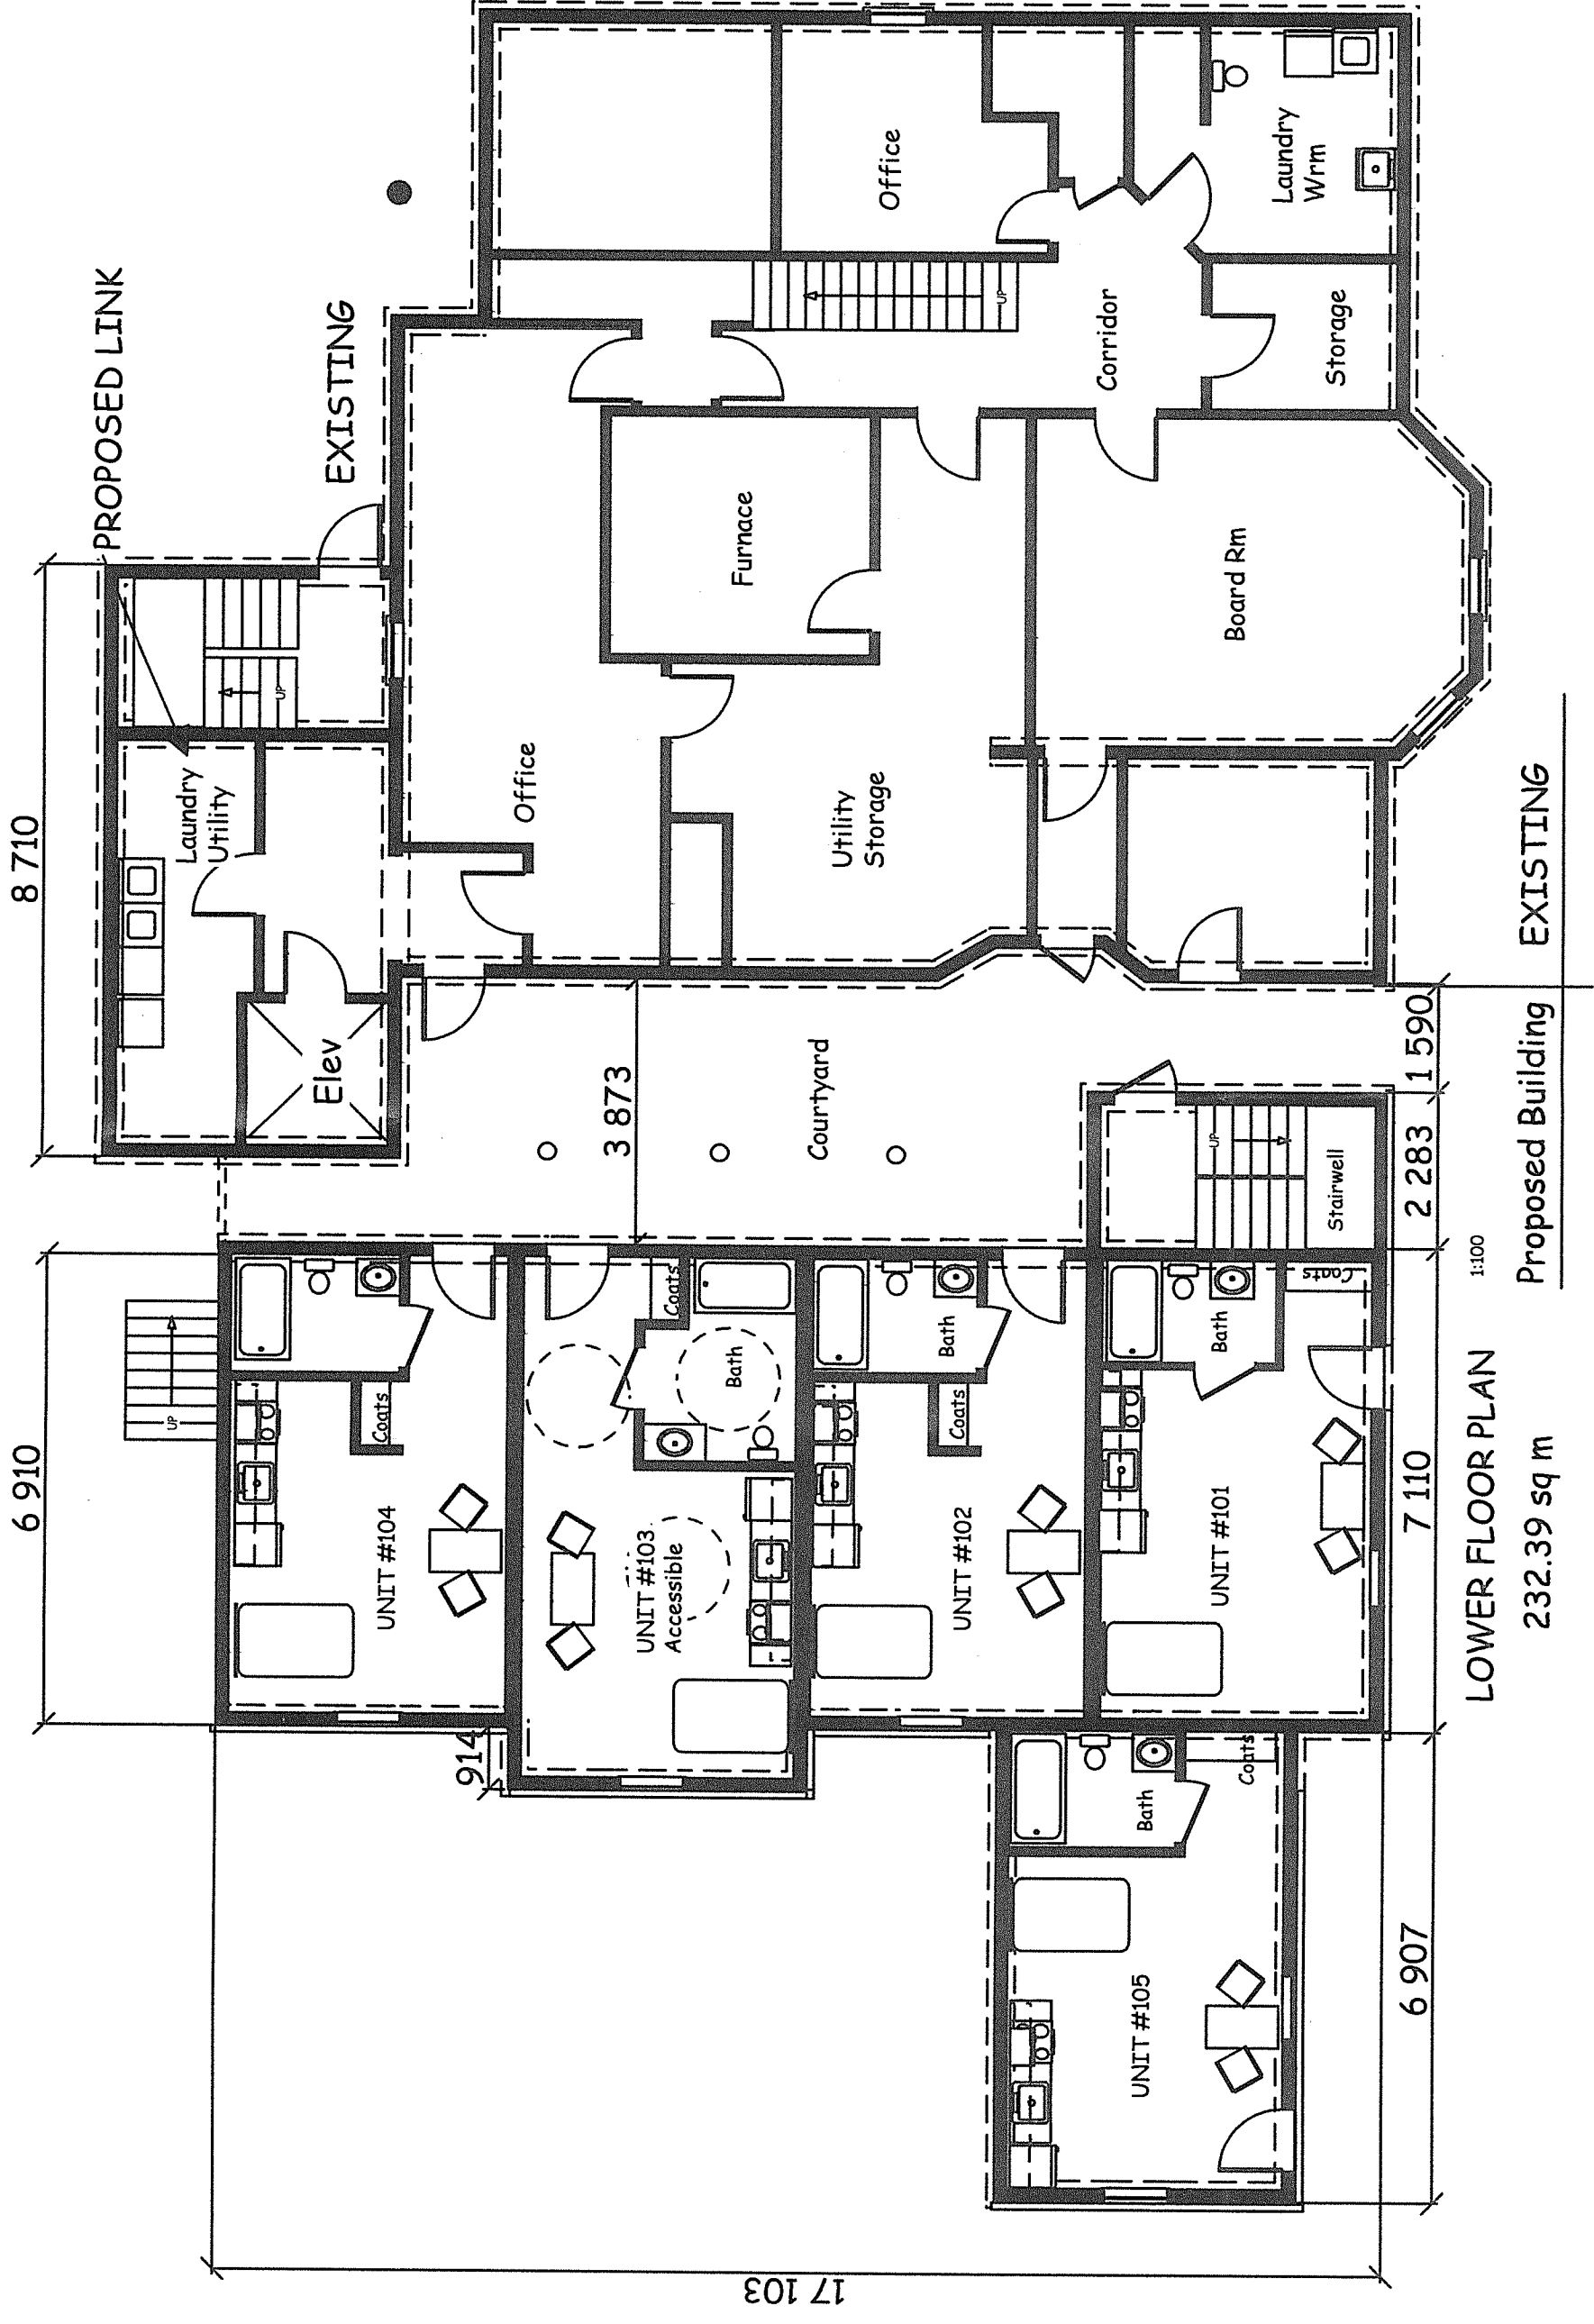 8 710
PROPOSED LINK
EXISTING
Laundry
Utility
UP
Elev
Office
Furnace
Utility
Storage
Office
UP
Corridor
Laundry
Wrm
Storage
Board Rm
3 873
Courtyard
UP
Stairwell
6 910
UP
Coats
UNIT #104
914
Coats
Bath
UNIT #103
Accessible
Bath
Coats
UNIT #102
Bath
Coats
UNIT #101
Bath
Coats
UNIT #105
6 907
7 110
2 283
1 590
17 103
LOWER FLOOR PLAN
1:100
232.39 sq m
Proposed Building
EXISTING